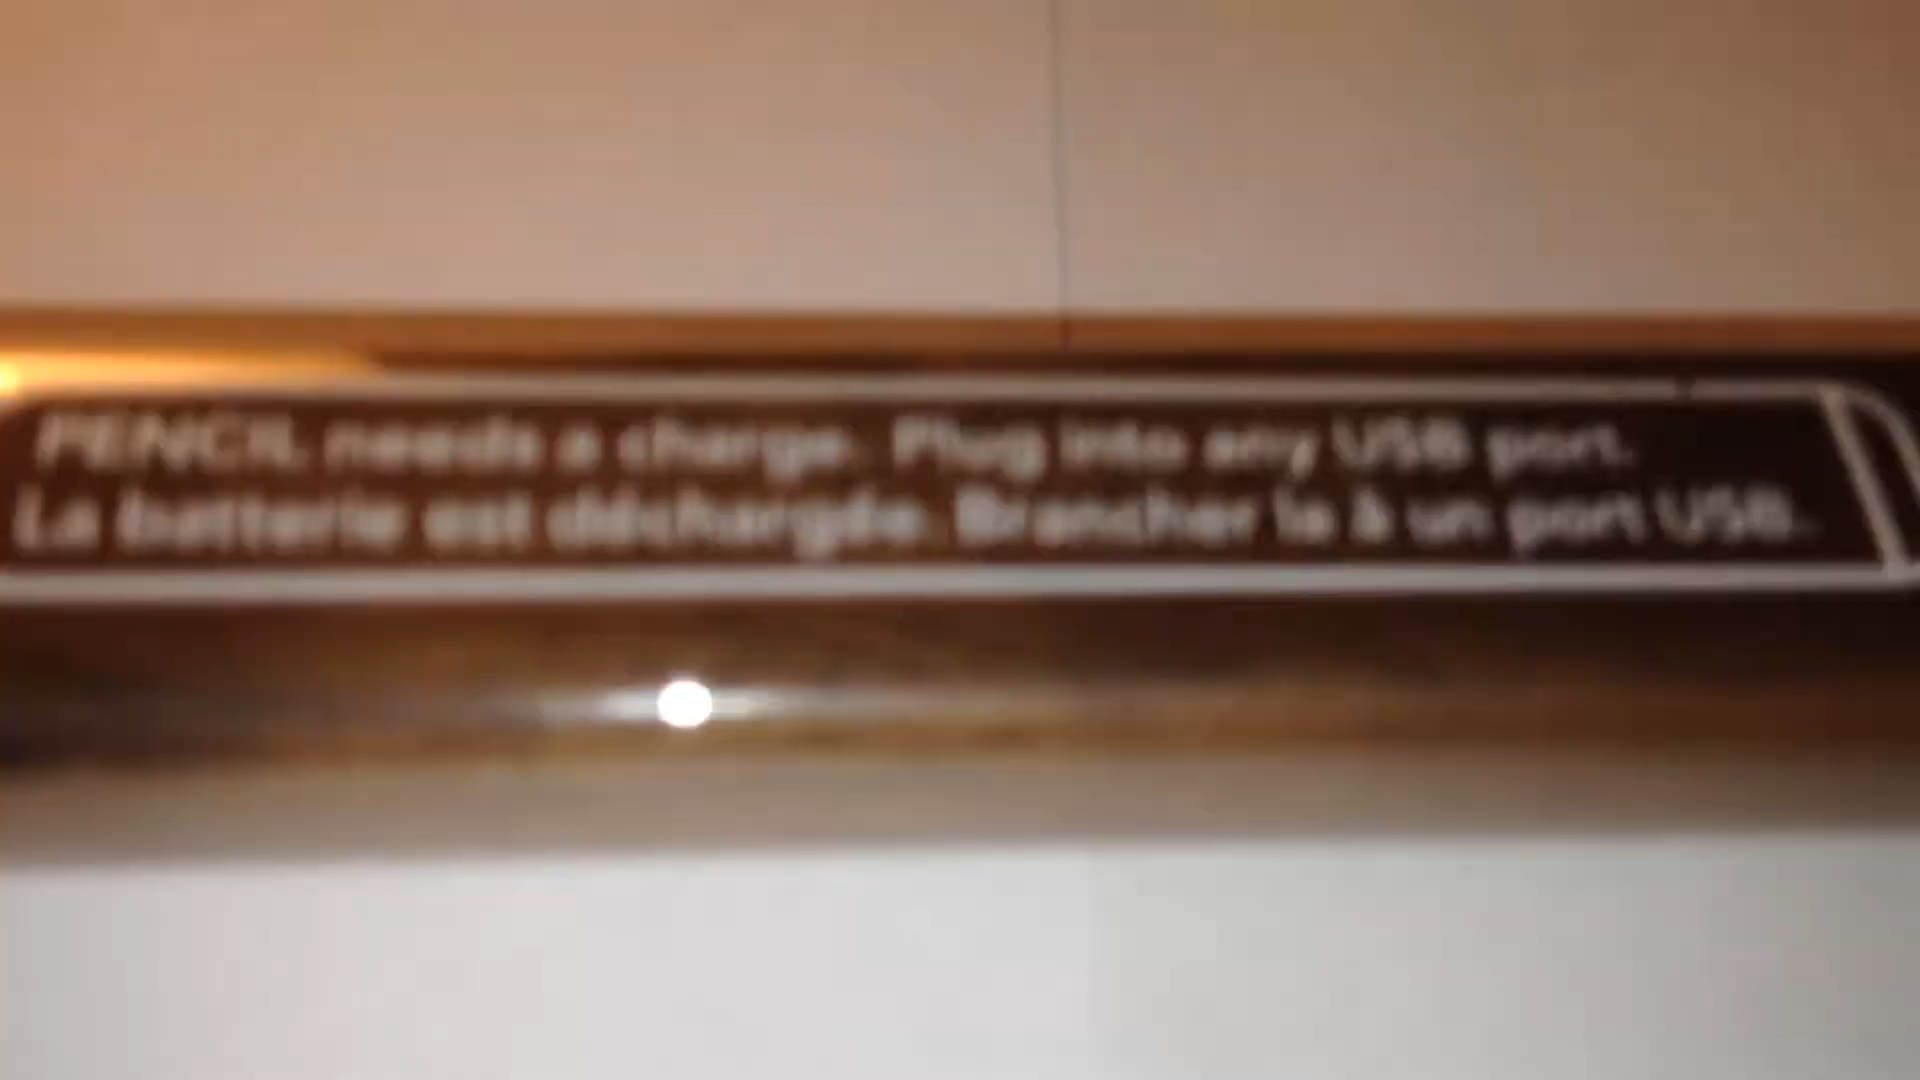 PENCIL needs a charge. Plug into any USB port.
La batterie est déchargée. Brancher la à un port USB.